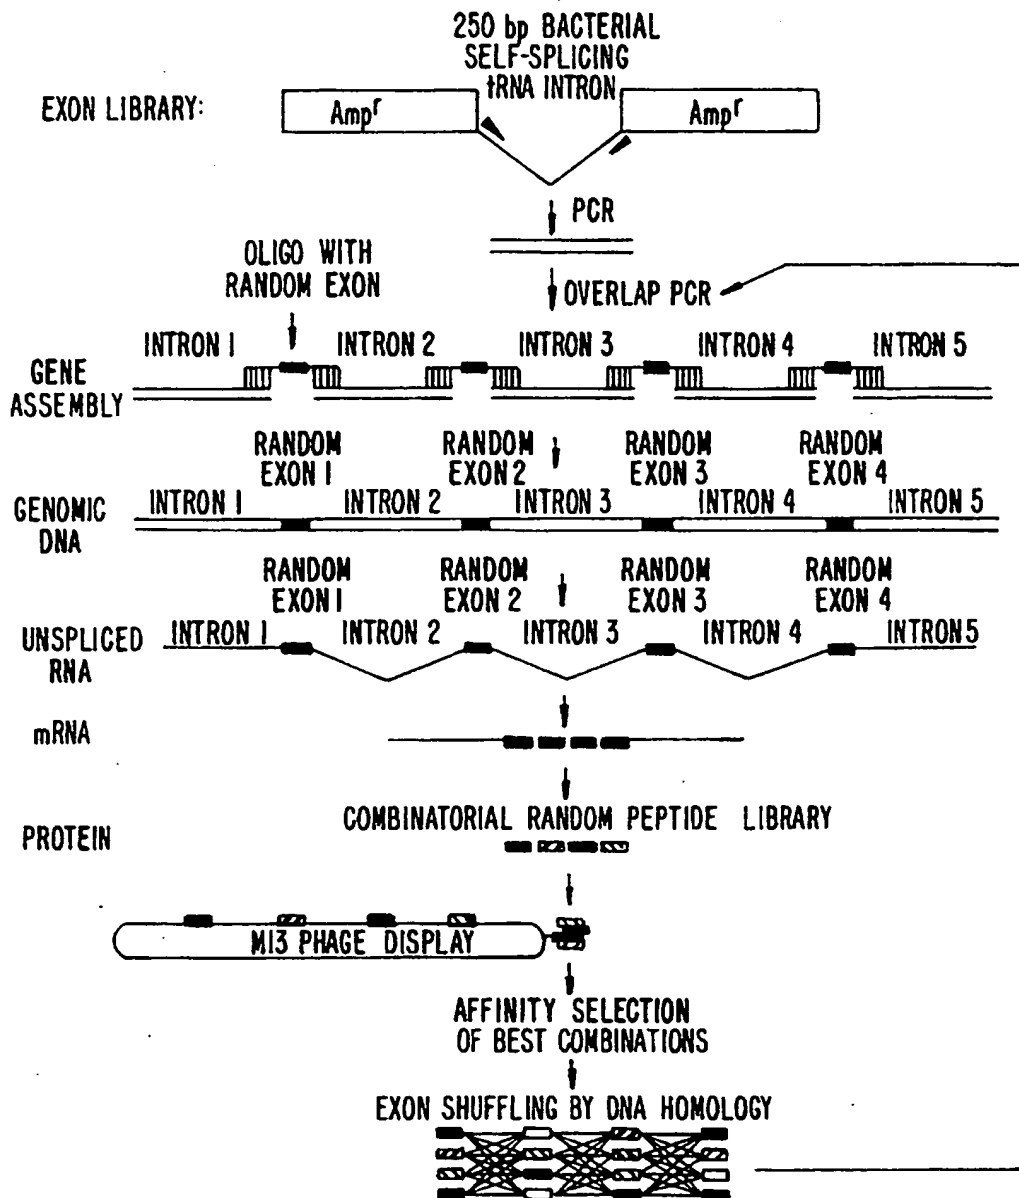 250 bp BACTERIAL
SELF-SPLICING
tRNA INTRON
EXON LIBRARY:
Ampr
Ampr
PCR
OLIGO WITH
RANDOM EXON
OVERLAP PCR
INTRON 1
INTRON 2
INTRON 3
INTRON 4
INTRON 5
GENE
ASSEMBLY
RANDOM
EXON 1
RANDOM
EXON 2
RANDOM
EXON 3
RANDOM
EXON 4
GENOMIC
DNA
INTRON 1
INTRON 2
INTRON 3
INTRON 4
INTRON 5
RANDOM
EXON 1
RANDOM
EXON 2
RANDOM
EXON 3
RANDOM
EXON 4
UNSPLICED
RNA
INTRON 1
INTRON 2
INTRON 3
INTRON 4
INTRON 5
mRNA
COMBINATORIAL RANDOM PEPTIDE LIBRARY
PROTEIN
M13 PHAGE DISPLAY
AFFINITY SELECTION
OF BEST COMBINATIONS
EXON SHUFFLING BY DNA HOMOLOGY